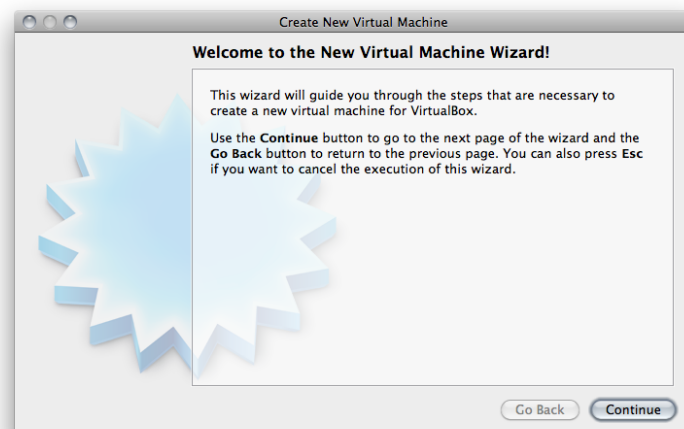 Create New Virtual Machine
Welcome to the New Virtual Machine Wizard!
This wizard will guide you through the steps that are necessary to
create a new virtual machine for VirtualBox.
Use the Continue button to go to the next page of the wizard and the
Go Back button to return to the previous page. You can also press Esc
if you want to cancel the execution of this wizard.
Go Back
Continue